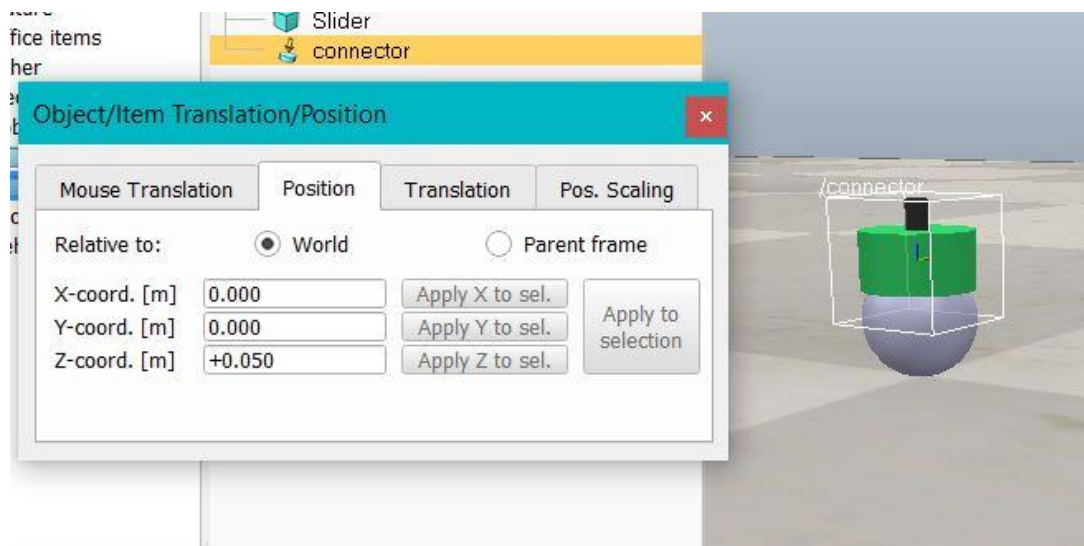 Slider
fice items
connector
her
Object/Item Translation/Position
Mouse Translation
Position
Translation
Pos. Scaling
/connector
Relative to:
World
Parent frame
X-coord. [m]
0.000
Apply X to sel.
Apply to
selection
Y-coord. [m]
0.000
Apply Y to sel.
Z-coord. [m]
+0.050
Apply Z to sel.